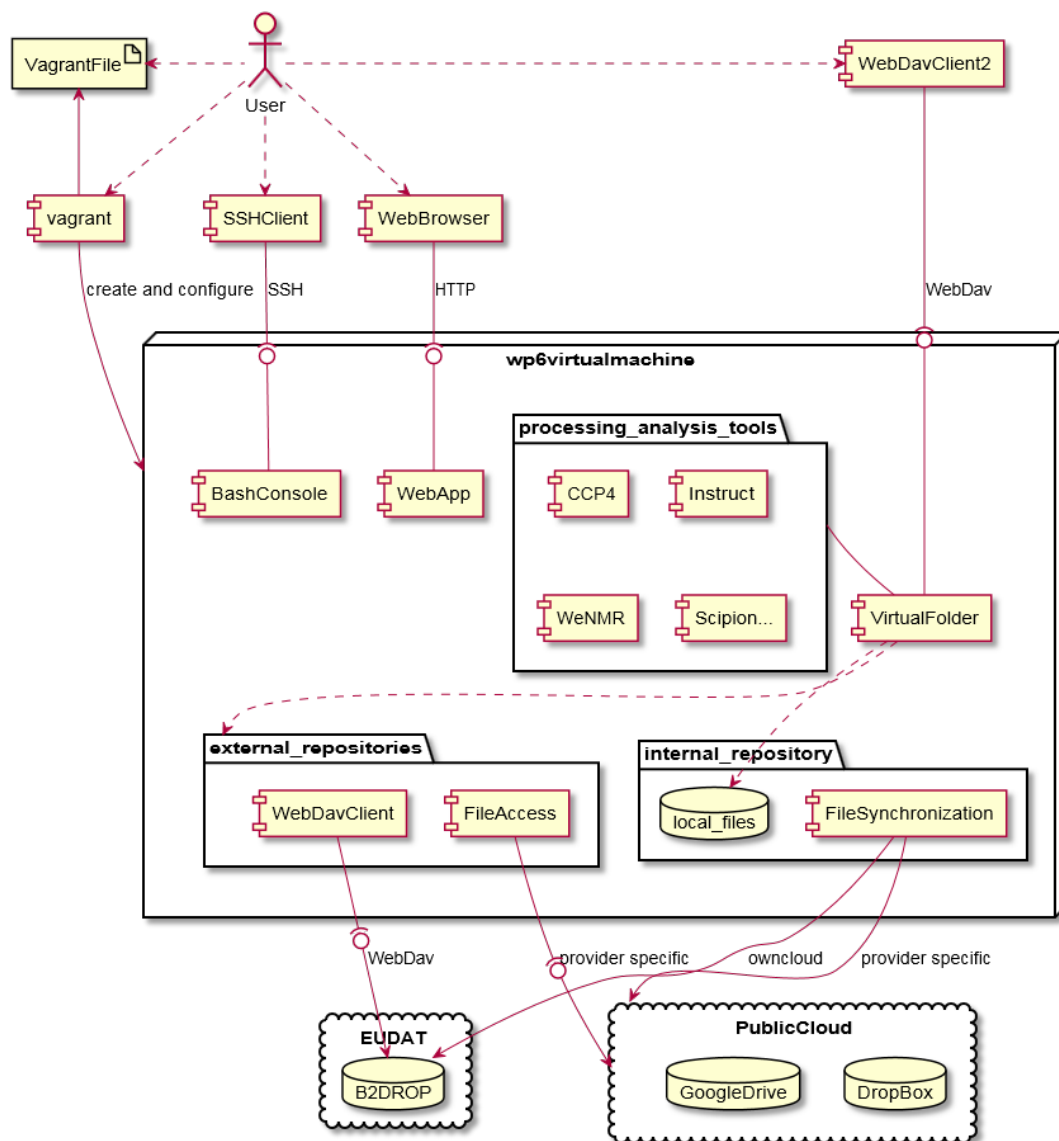 VagrantFile
User
WebDavClient2
vagrant
SSHClient
WebBrowser
create and configure
SSH
HTTP
WebDav
wp6virtualmachine
processing_analysis_tools
BashConsole
WebApp
CCP4
Instruct
WeNMR
Scipion...
VirtualFolder
external_repositories
internal_repository
WebDavClient
FileAccess
local_files
FileSynchronization
WebDav
provider specific
owncloud
provider specific
EUDAT
B2DROP
PublicCloud
GoogleDrive
DropBox